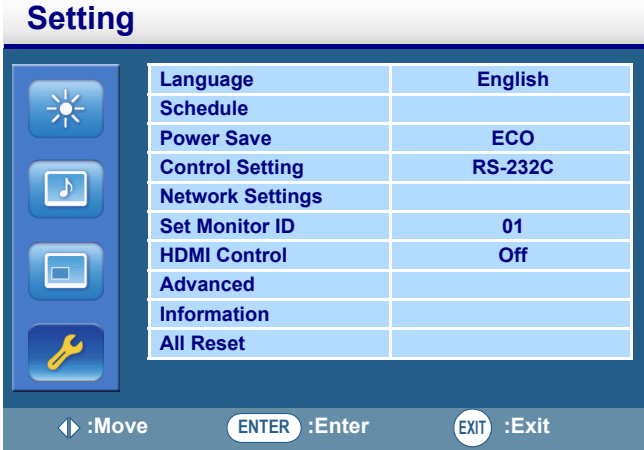 Setting
Language English
Schedule
Power Save ECO
Control Setting RS-232C
Network Settings
Set Monitor ID 01
HDMI Control Off
Advanced
Information
All Reset
:Move ENTER :Enter EXIT :Exit